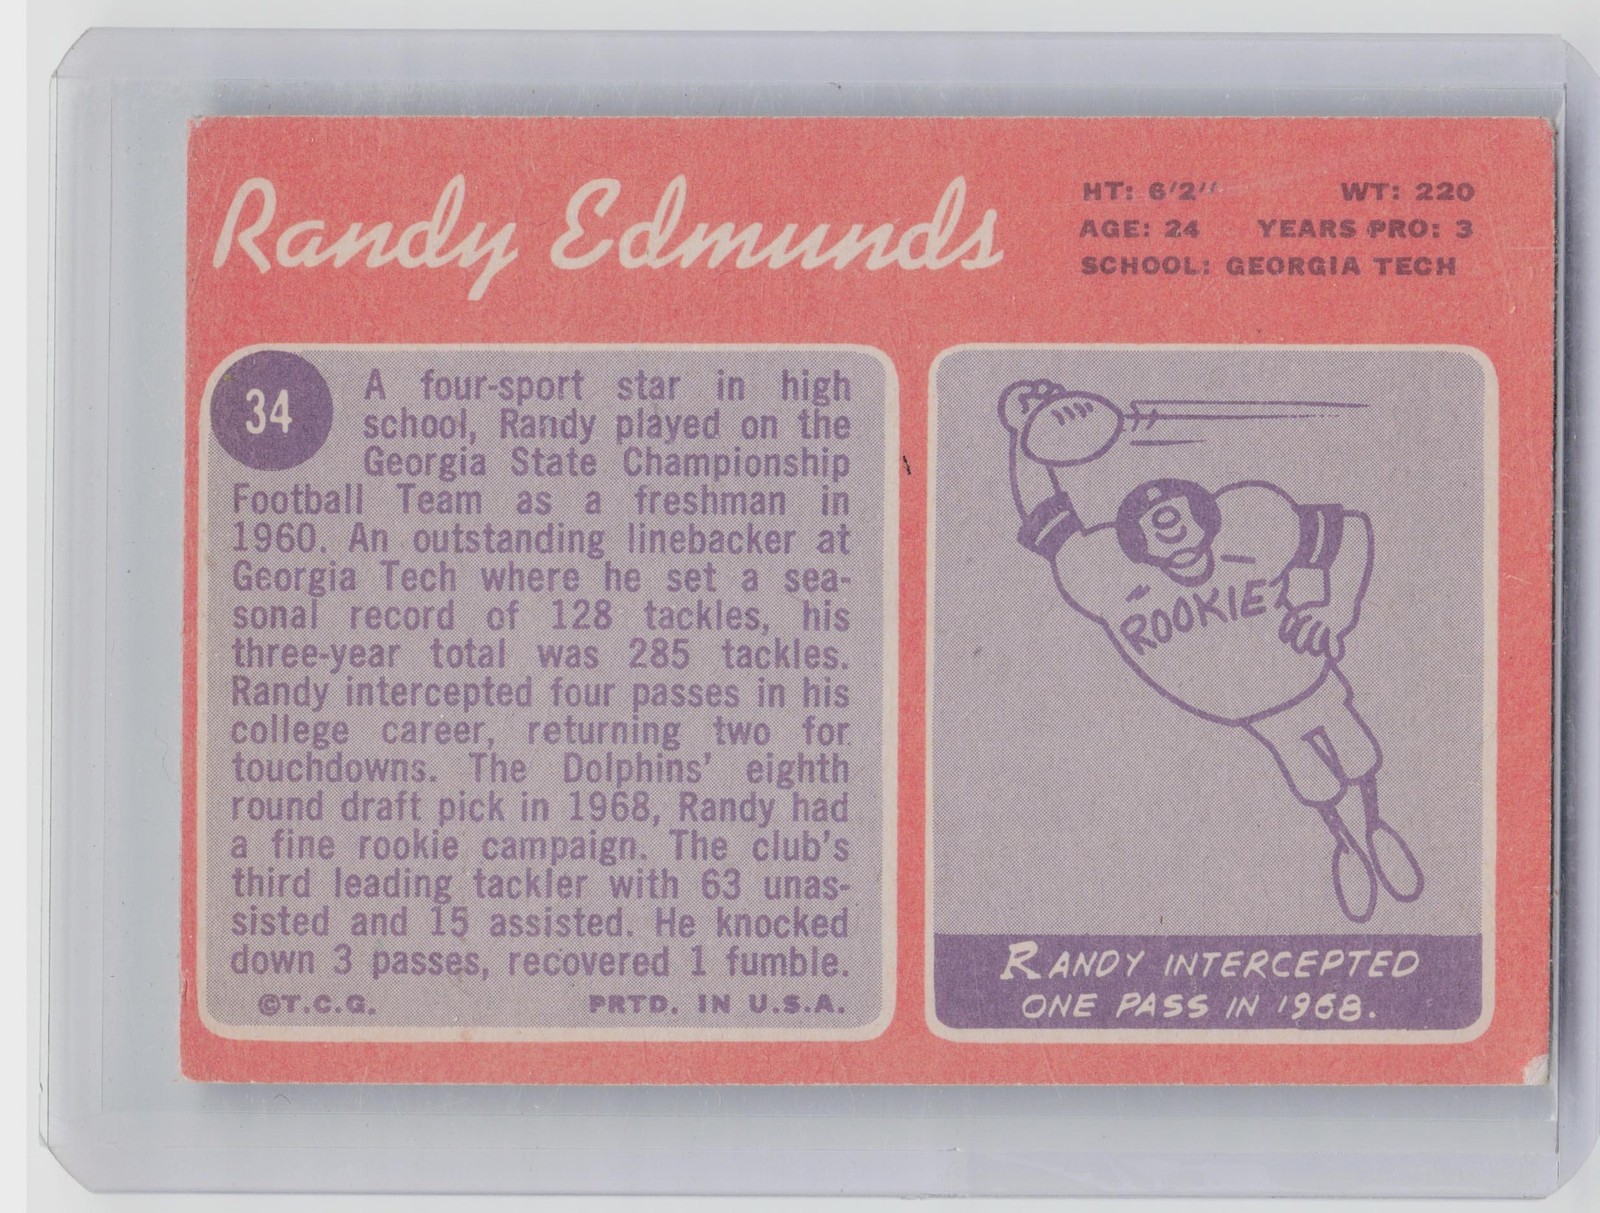 Randy Edmunds
HT: 6'2" WT: 220
AGE: 24 YEARS PRO: 3
SCHOOL: GEORGIA TECH
34
A four-sport star in high
school, Randy played on the
Georgia State Championship
Football Team as a freshman in
1960. An outstanding linebacker at
Georgia Tech where he set a sea-
sonal record of 128 tackles, his
three-year total was 285 tackles.
Randy intercepted four passes in his
college career, returning two for
touchdowns. The Dolphins' eighth
round draft pick in 1968, Randy had
a fine rookie campaign. The club's
third leading tackler with 63 unas-
sisted and 15 assisted. He knocked
down 3 passes, recovered 1 fumble.
©T.C.G. PRTD. IN U.S.A.
ROOKIE
RANDY INTERCEPTED
ONE PASS IN 1968.